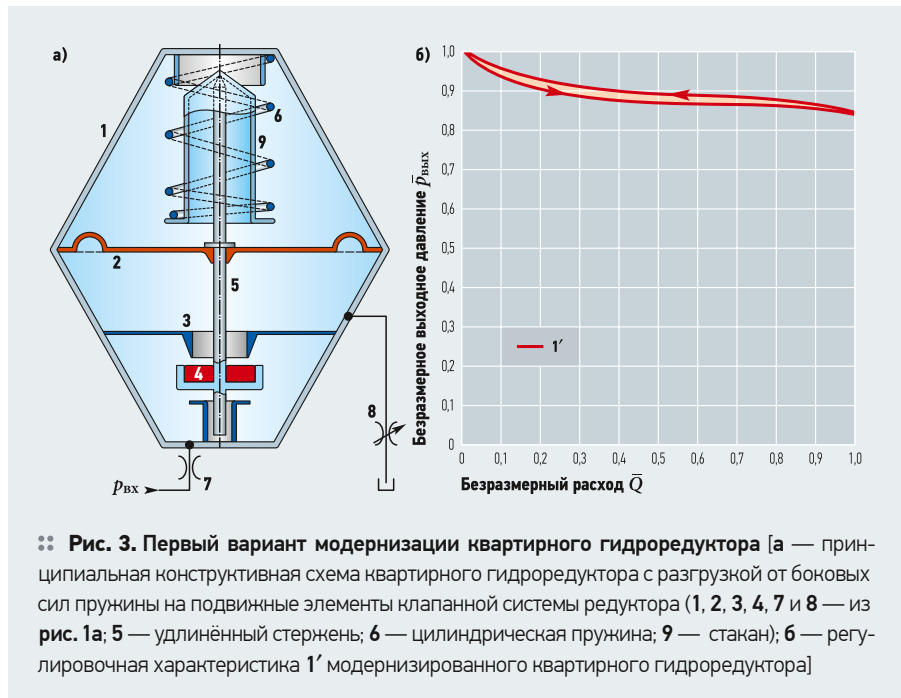 а)
1
6
9
2
5
3
4
8
7
pвх
б)
1,0
0,9
0,8
0,7
0,6
0,5
0,4
0,3
0,2
0,1
0
Безразмерное выходное давление p̅вых
1′
0 0,1 0,2 0,3 0,4 0,5 0,6 0,7 0,8 0,9 1,0
Безразмерный расход Q̅
Рис. 3. Первый вариант модернизации квартирного гидроредуктора [а — прин-
ципиальная конструктивная схема квартирного гидроредуктора с разгрузкой от боковых
сил пружины на подвижные элементы клапанной системы редуктора (1, 2, 3, 4, 7 и 8 — из
рис. 1а; 5 — удлинённый стержень; 6 — цилиндрическая пружина; 9 — стакан); б — регу-
лировочная характеристика 1′ модернизированного квартирного гидроредуктора]